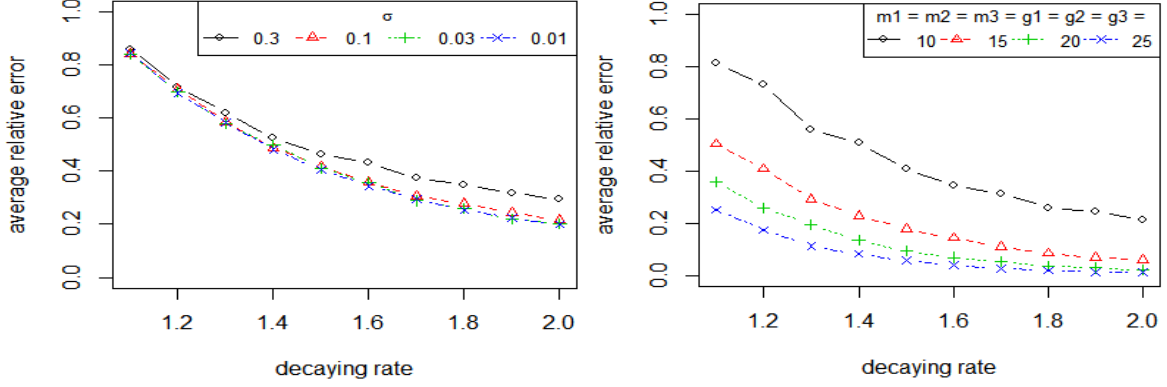 σ
0.3 0.1 0.03 0.01
average relative error
0.0 0.2 0.4 0.6 0.8 1.0
1.2 1.4 1.6 1.8 2.0
decaying rate
m1 = m2 = m3 = g1 = g2 = g3 =
10 15 20 25
average relative error
0.0 0.2 0.4 0.6 0.8 1.0
1.2 1.4 1.6 1.8 2.0
decaying rate